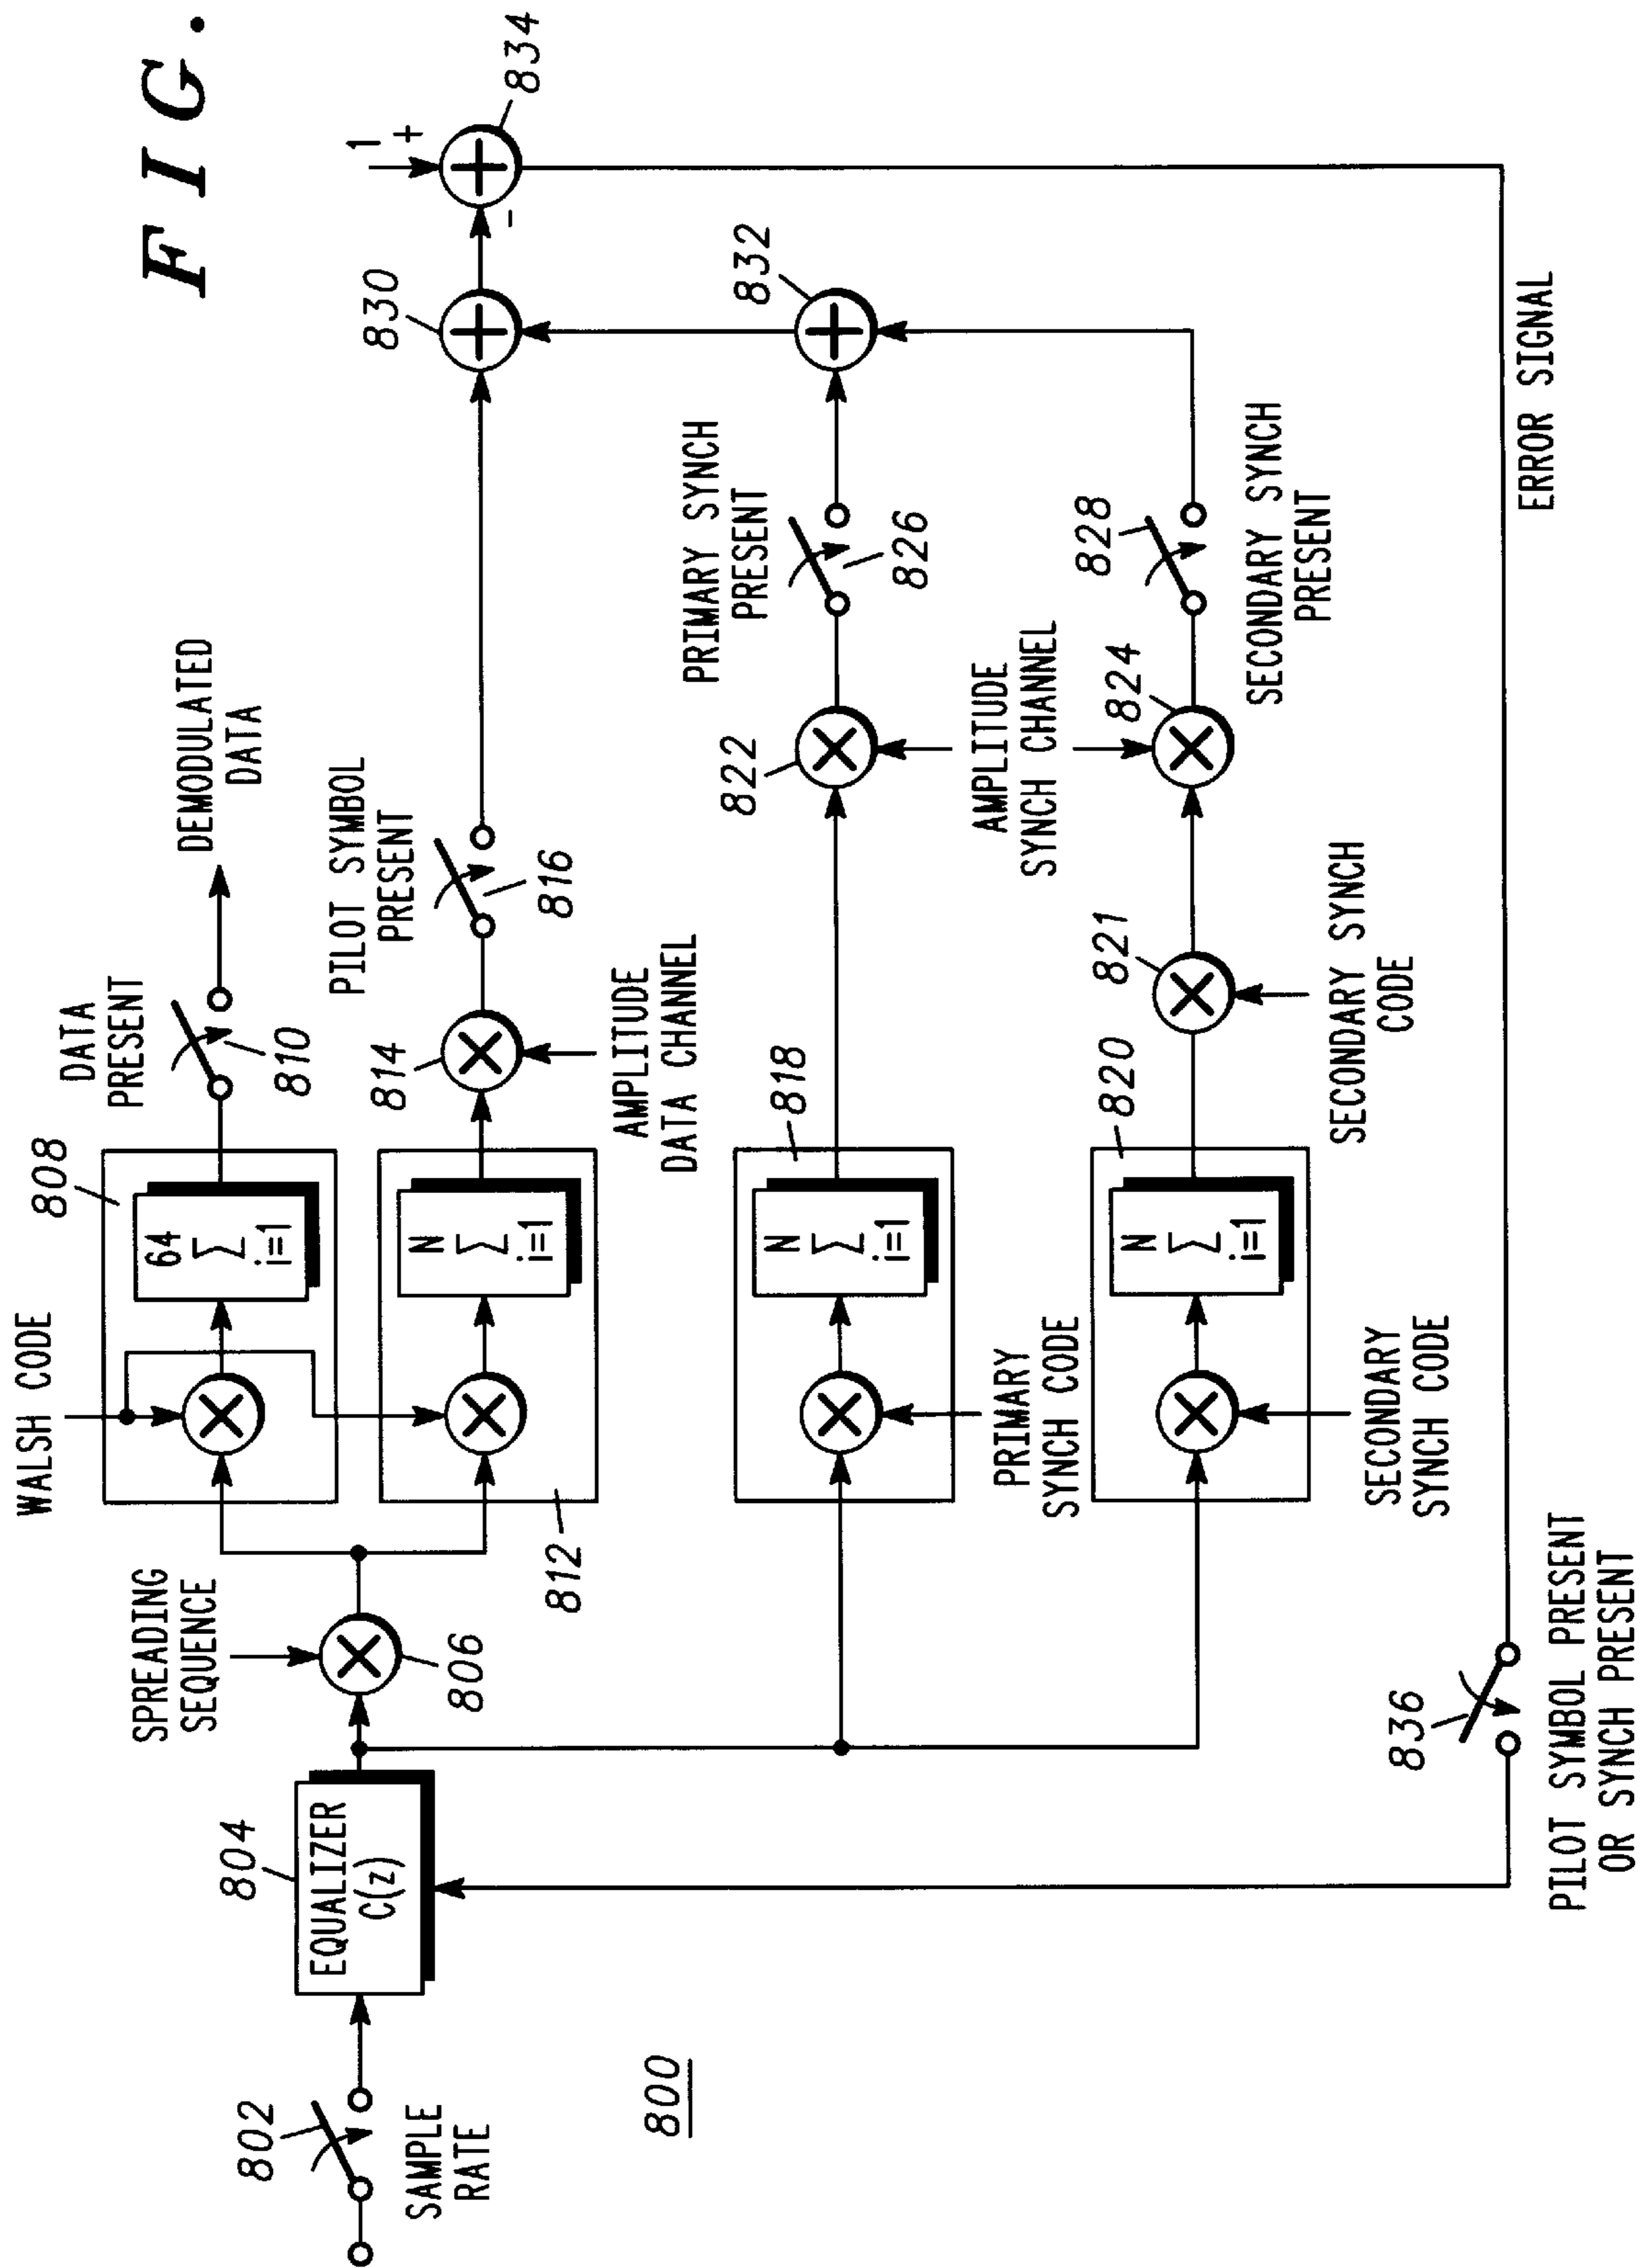 FIG.
800
802
SAMPLE
RATE
804
EQUALIZER
C(z)
SPREADING
SEQUENCE
806
WALSH CODE
808
64
∑
i=1
DATA
PRESENT
810
DEMODULATED
DATA
812
N
∑
i=1
814
AMPLITUDE
DATA CHANNEL
PILOT SYMBOL
PRESENT
816
818
N
∑
i=1
PRIMARY
SYNCH CODE
822
AMPLITUDE
SYNCH CHANNEL
PRIMARY SYNCH
PRESENT
826
820
N
∑
i=1
SECONDARY
SYNCH CODE
821
SECONDARY SYNCH
CODE
824
828
SECONDARY SYNCH
PRESENT
830
832
1
+
-
834
ERROR SIGNAL
836
PILOT SYMBOL PRESENT
OR SYNCH PRESENT